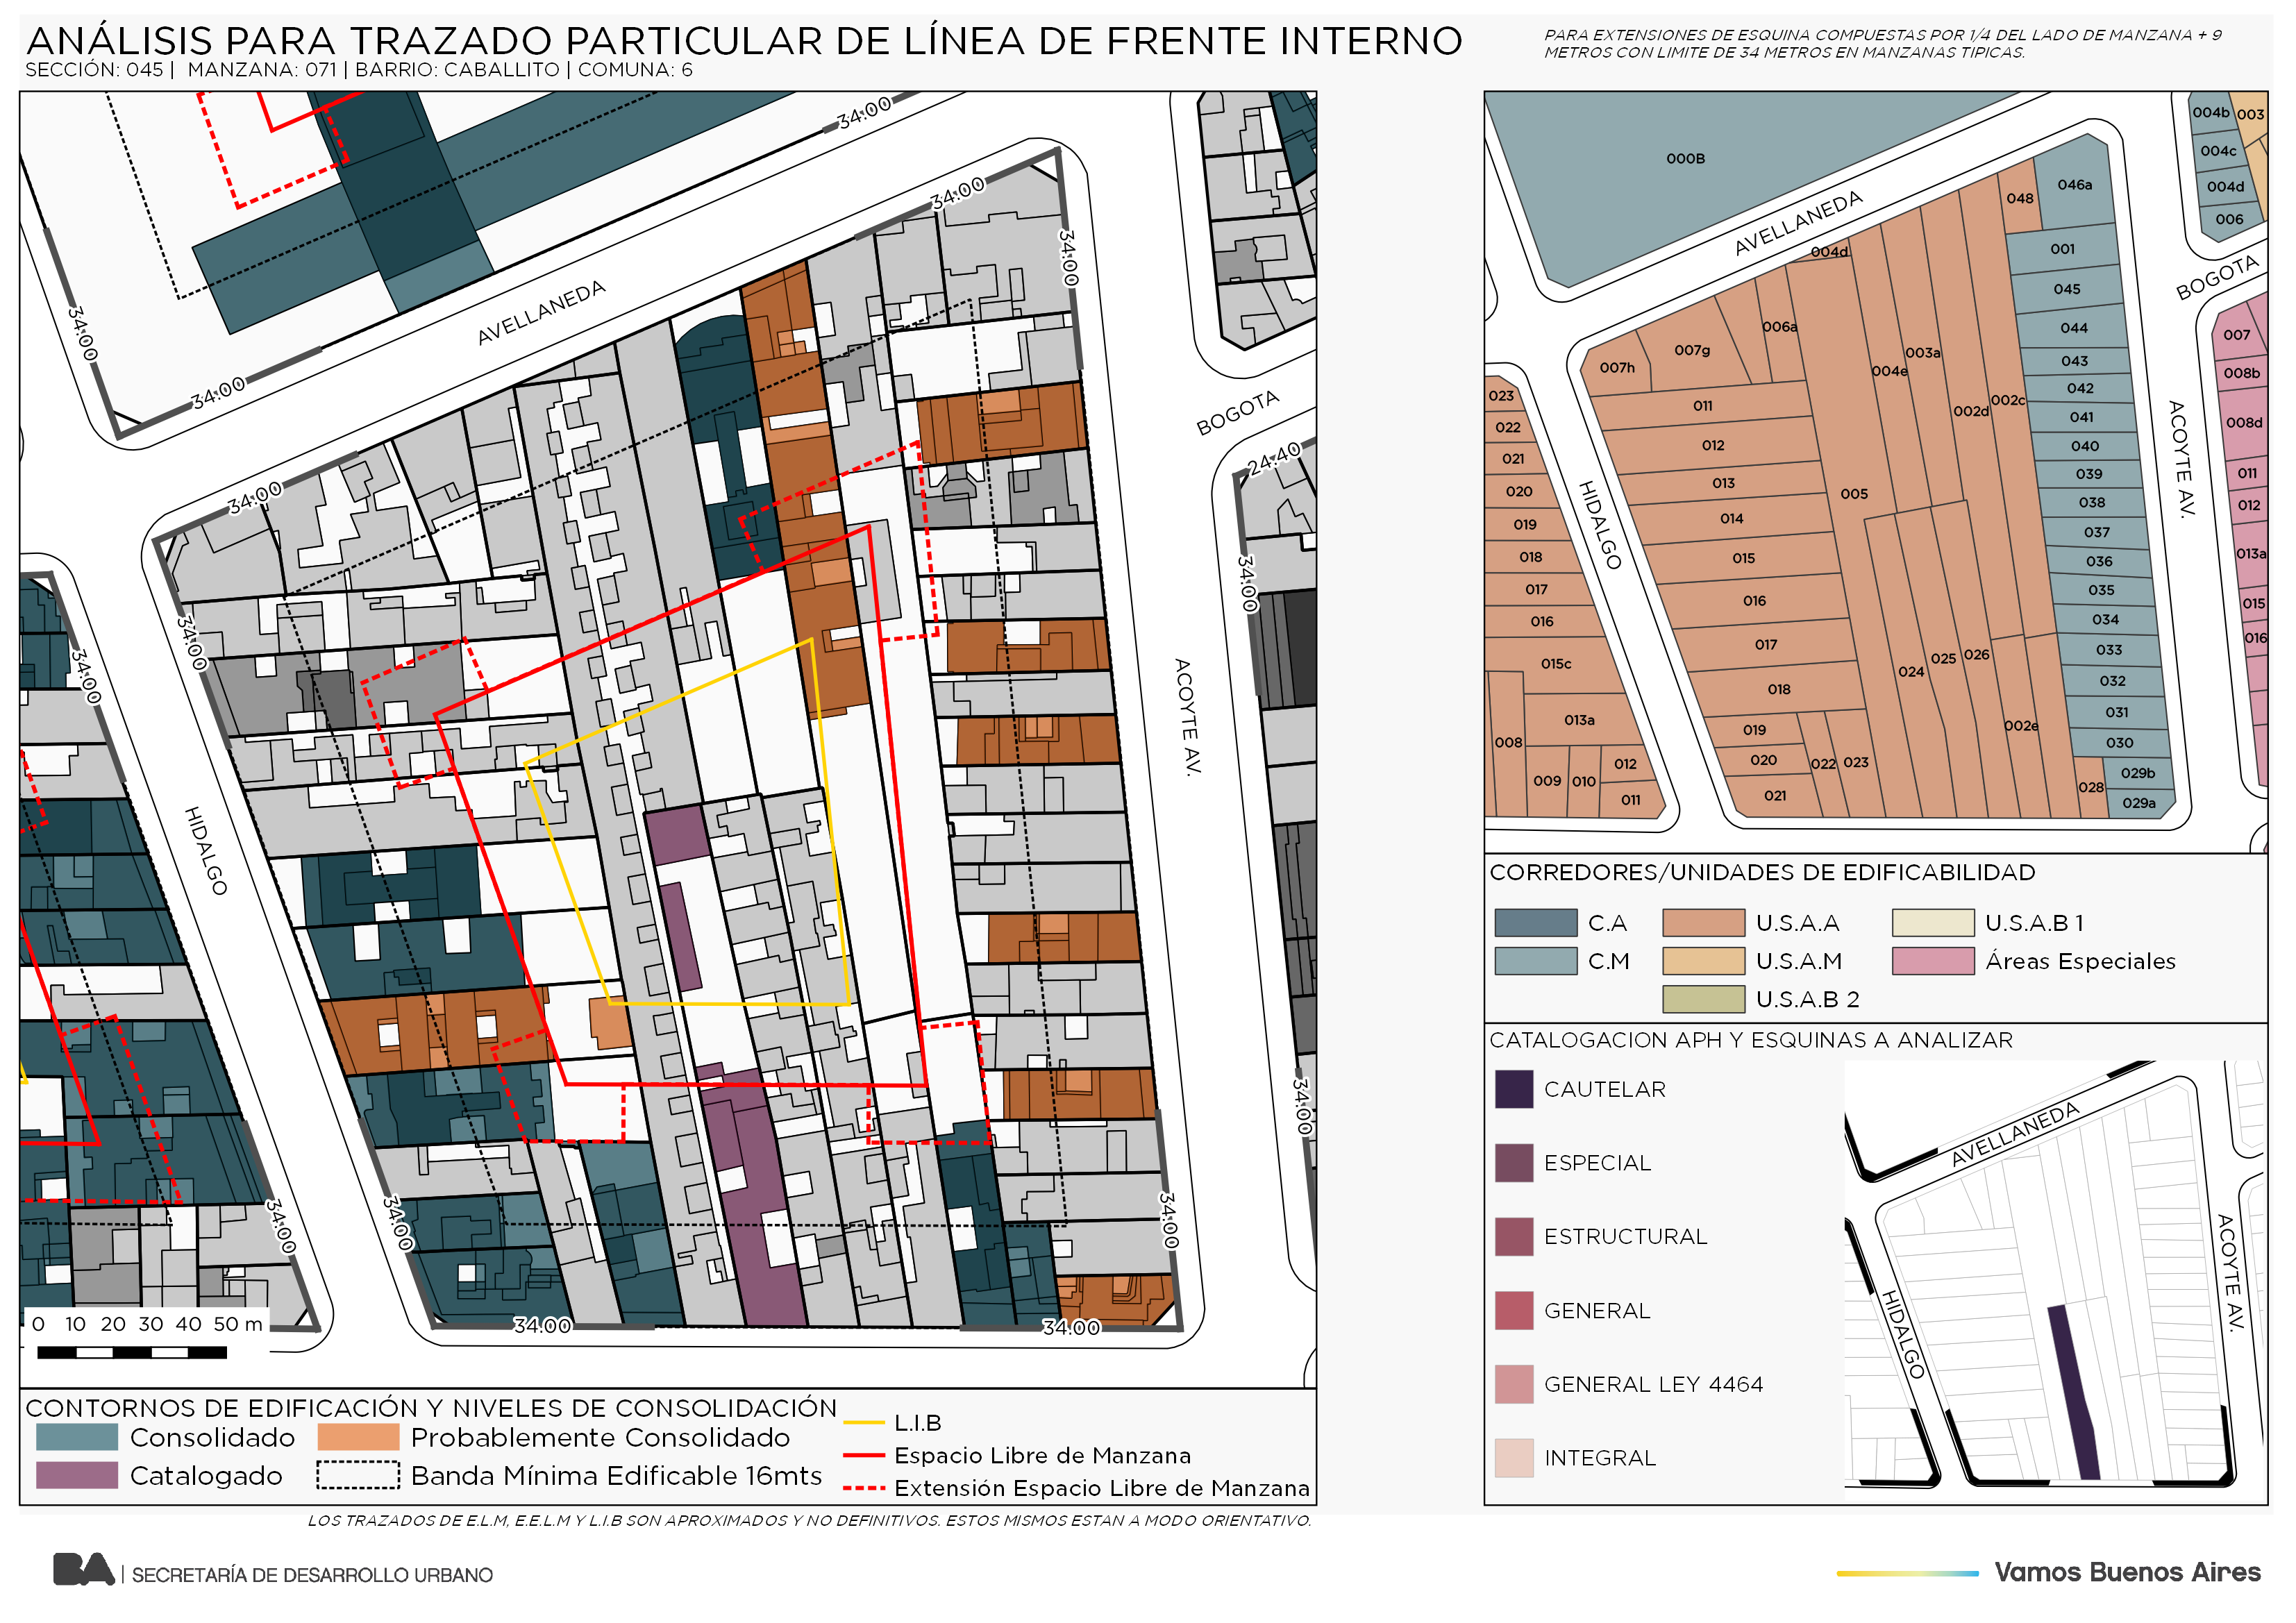 ANÁLISIS PARA TRAZADO PARTICULAR DE LÍNEA DE FRENTE INTERNO
SECCIÓN: 045 | MANZANA: 071 | BARRIO: CABALLITO | COMUNA: 6
PARA EXTENSIONES DE ESQUINA COMPUESTAS POR 1/4 DEL LADO DE MANZANA + 9
METROS CON LIMITE DE 34 METROS EN MANZANAS TIPICAS.
34:00
34:00
34:00
34:00
34:00
AVELLANEDA
BOGOTA
24:40
34:00
34:00
34:00
34:00
HIDALGO
ACOYTE AV.
34:00
34:00
34:00
34:00
34:00
34:00
0 10 20 30 40 50 m
CONTORNOS DE EDIFICACIÓN Y NIVELES DE CONSOLIDACIÓN
Consolidado
Probablemente Consolidado
Catalogado
Banda Mínima Edificable 16mts
L.I.B
Espacio Libre de Manzana
Extensión Espacio Libre de Manzana
LOS TRAZADOS DE E.L.M, E.E.L.M Y L.I.B SON APROXIMADOS Y NO DEFINITIVOS. ESTOS MISMOS ESTAN A MODO ORIENTATIVO.
000B
AVELLANEDA
BOGOTA
HIDALGO
ACOYTE AV.
004b
003
004c
004d
006
046a
048
001
045
044
043
042
041
040
039
038
037
036
035
034
033
032
031
030
029b
029a
028
004d
006a
007g
007h
003a
004e
002c
002d
005
011
012
013
014
015
016
017
018
019
020
021
022
023
024
025
026
002e
023
022
021
020
019
018
017
016
015c
013a
008
009
010
012
011
007
008b
008d
011
012
013a
015
016
CORREDORES/UNIDADES DE EDIFICABILIDAD
C.A
U.S.A.A
U.S.A.B 1
C.M
U.S.A.M
Áreas Especiales
U.S.A.B 2
CATALOGACION APH Y ESQUINAS A ANALIZAR
CAUTELAR
ESPECIAL
ESTRUCTURAL
GENERAL
GENERAL LEY 4464
INTEGRAL
AVELLANEDA
HIDALGO
ACOYTE AV.
BA | SECRETARÍA DE DESARROLLO URBANO
Vamos Buenos Aires